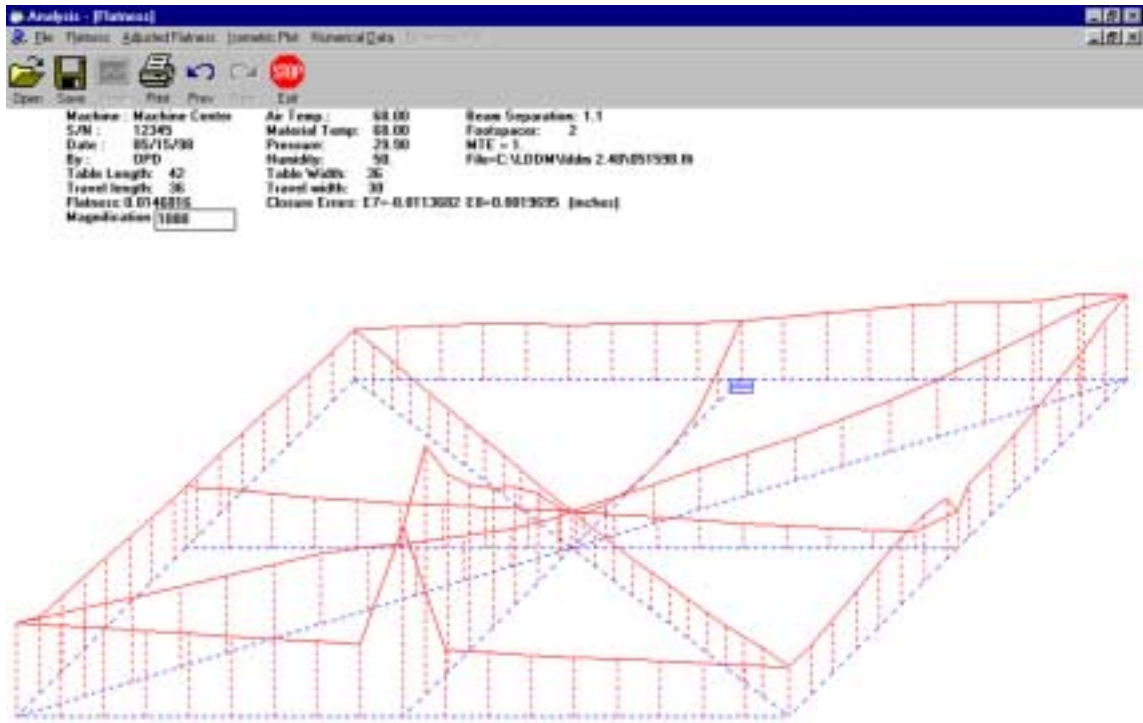 Analysis - [Flatness]
File Flatness Adjusted Flatness Isometric Plot Numerical Data
Open Save Print Prev Exit
STOP
Machine : Machine Center Air Temp.: 68.00 Beam Separation: 1.1
S/N : 12345 Material Temp: 68.00 Footspacer: 2
Date : 05/15/98 Pressure: 29.90 MTE = 1.
By : OPD Humidity: 50.
Table Length: 42 Table Width: 36
Travel length: 36 Travel width: 30
Flatness: 0.0146816 Closure Errors: E7=-0.0113682 E8=0.0019695 (inches)
Magnification 1000